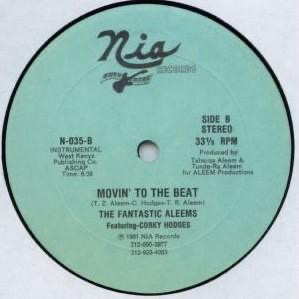 Nia
RECORDS
N-035-B
INSTRUMENTAL
West Kenya
Publishing Co.
ASCAP
Time: 6:38
SIDE B
STEREO
33⅓ RPM
Produced by
Taharqa Aleem &
Tunde-Ra Aleem
for ALEEM Productions
MOVIN' TO THE BEAT
(T. Z. Aleem-C. Hodges-T. R. Aleem)
THE FANTASTIC ALEEMS
Featuring-CORKY HODGES
℗ 1981 NIA Records